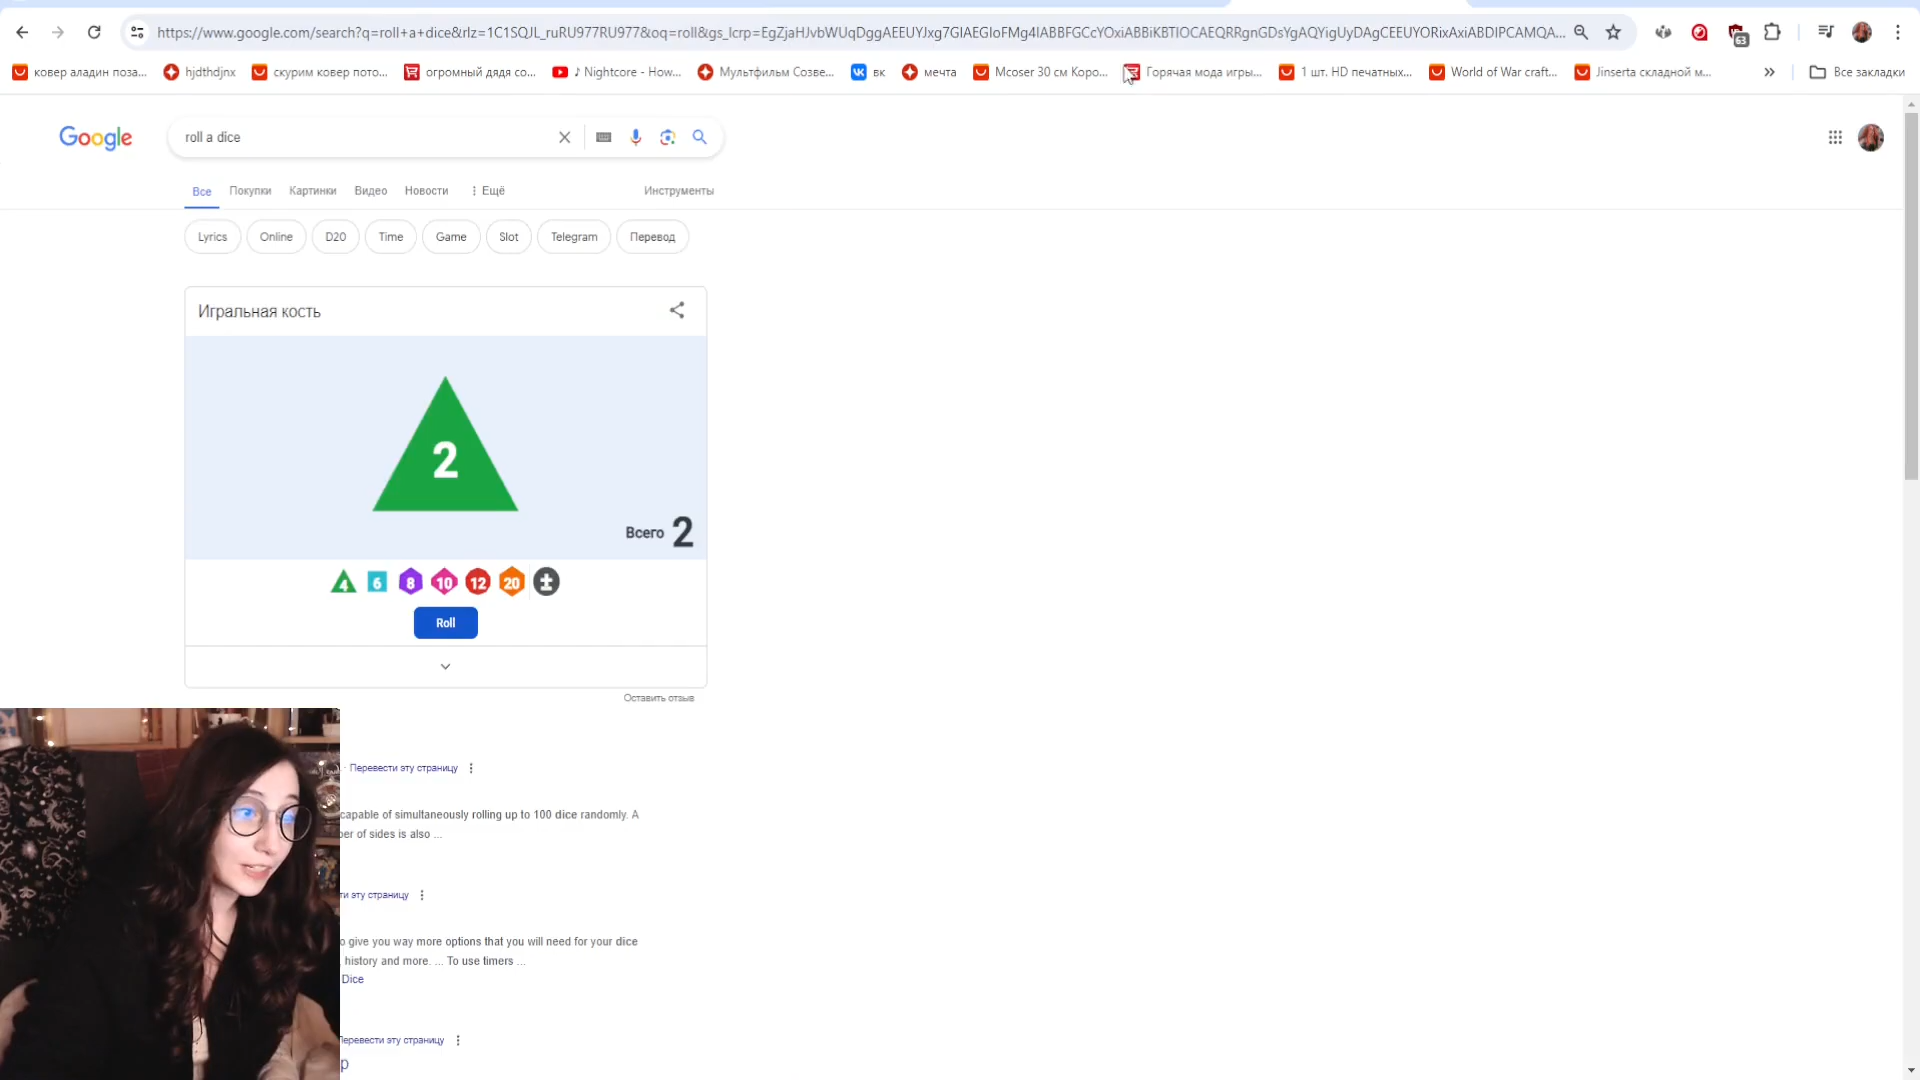 https://www.google.com/search?q=roll+a+dice&rlz=1C1SQJL_ruRU977RU977&oq=roll&gs_lcrp=EgZjaHJvbWUqDggAEEUYJxg7GIAEGIoFMg4IABBFGCcYOxiABBiKBTIOCAEQRRgnGDsYgAQYigUyDAgCEEUYORixAxiABDIPCAMQA...
ковер аладин поза...
hjdthdjnx
скурим ковер пото...
огромный дядя со...
♪ Nightcore - How...
Мультфильм Созве...
вк
мечта
Mcoser 30 см Коро...
Горячая мода игры...
1 шт. HD печатных...
World of War craft...
Jinserta складной м...
Все закладки
63
Google
roll a dice
Все
Покупки
Картинки
Видео
Новости
Ещё
Инструменты
Lyrics
Online
D20
Time
Game
Slot
Telegram
Перевод
Игральная кость
2
Всего 2
4 6 8 10 12 20 ±
Roll
Оставить отзыв
· Перевести эту страницу
capable of simultaneously rolling up to 100 dice randomly. A
ber of sides is also ...
ти эту страницу
o give you way more options that you will need for your dice
history and more. ... To use timers ...
Dice
Перевести эту страницу
p